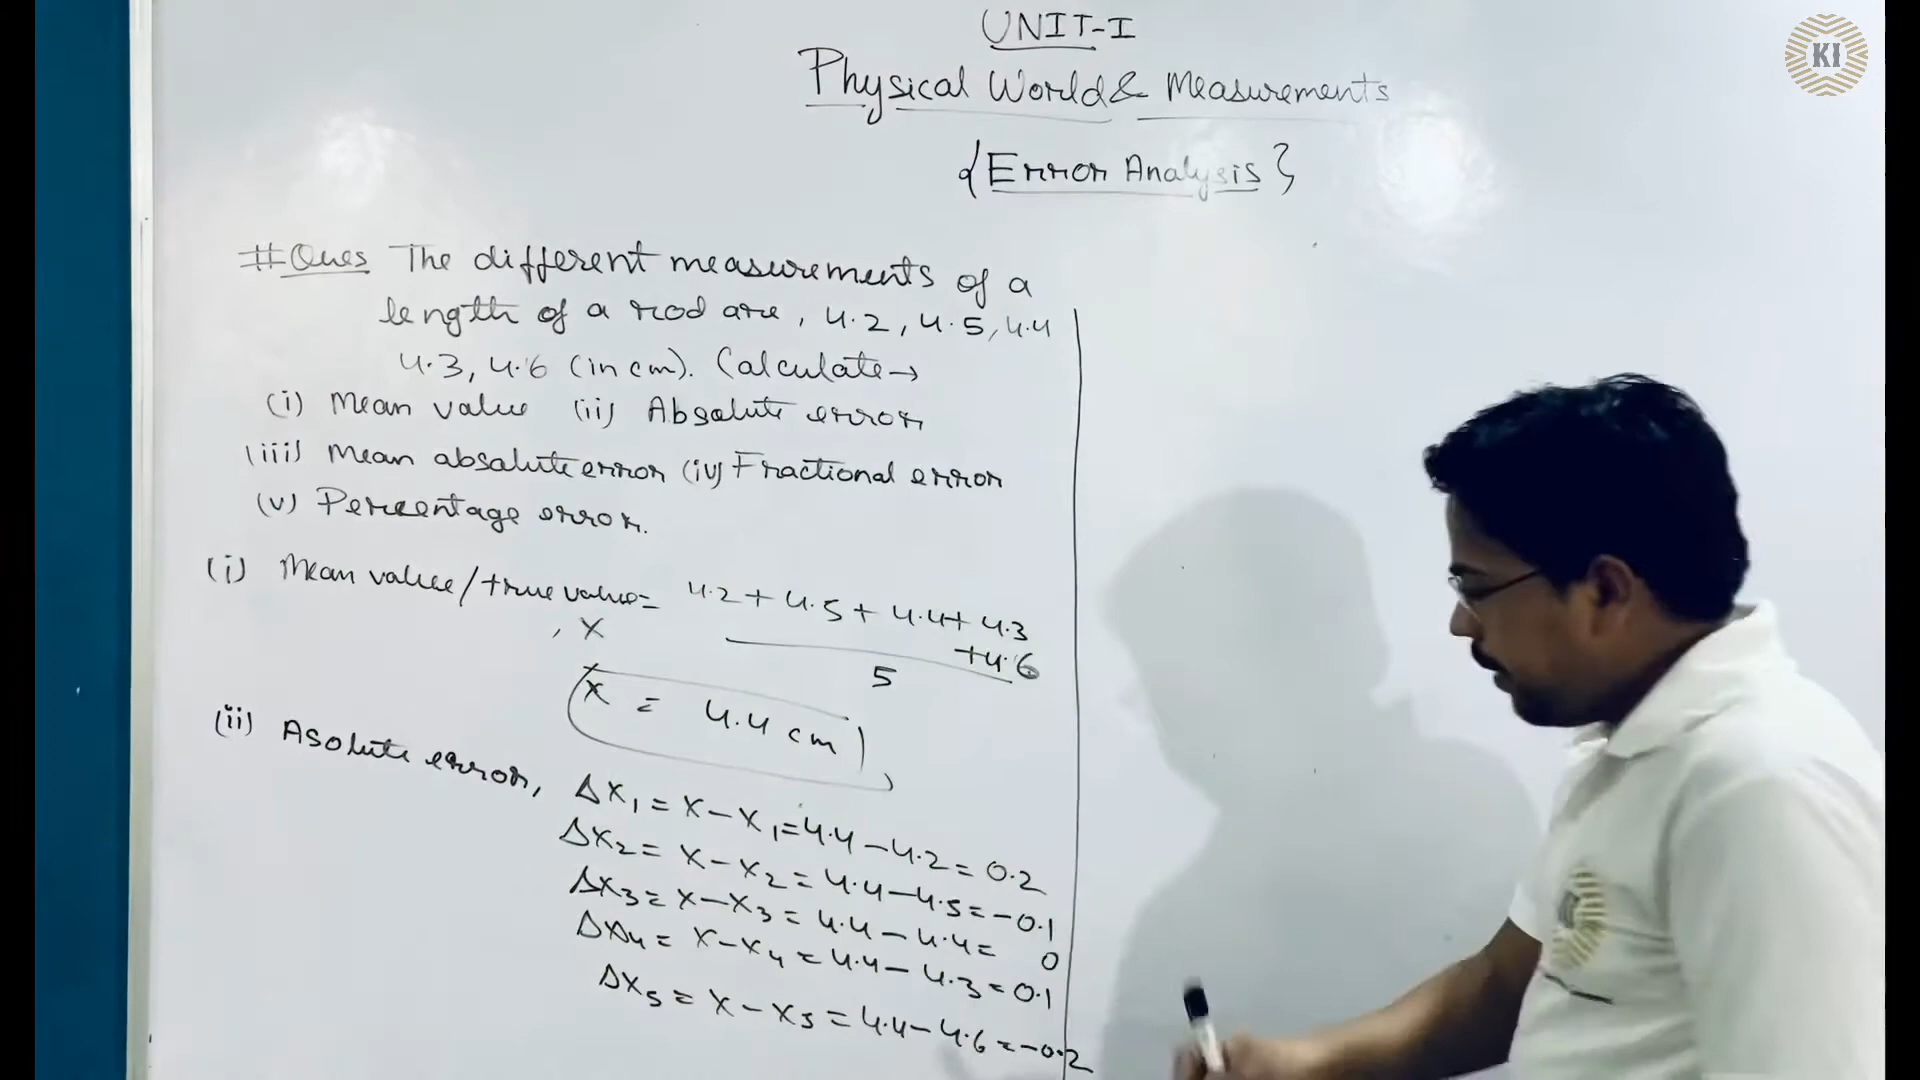 UNIT-I
Physical World & Measurements
{Error Analysis}
KI
#Ques The different measurements of a
length of a rod are, 4.2, 4.5, 4.4
4.3, 4.6 (in cm). Calculate→
(i) Mean value (ii) Absolute error
(iii) Mean absolute error (iv) Fractional error
(v) Percentage error.
(i) Mean value/true value = 4.2 + 4.5 + 4.4 + 4.3
, X +4.6
5
X = 4.4 cm
(ii) Asolute error, ΔX₁ = X - X₁ = 4.4 - 4.2 = 0.2
ΔX₂ = X - X₂ = 4.4 - 4.5 = -0.1
ΔX₃ = X - X₃ = 4.4 - 4.4 = 0
ΔX₄ = X - X₄ = 4.4 - 4.3 = 0.1
ΔX₅ = X - X₅ = 4.4 - 4.6 = -0.2